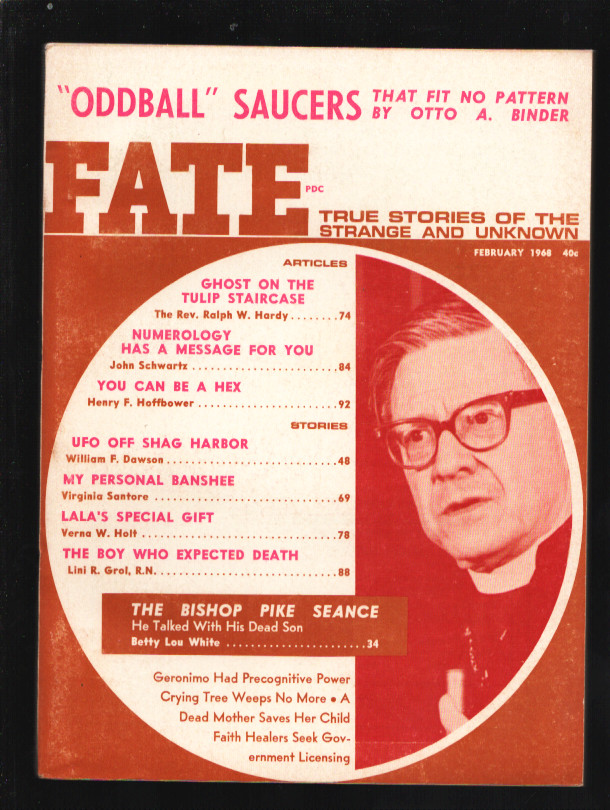 "ODDBALL" SAUCERS THAT FIT NO PATTERN
BY OTTO A. BINDER
FATE
PDC
TRUE STORIES OF THE
STRANGE AND UNKNOWN
FEBRUARY 1968 40c
ARTICLES
GHOST ON THE
TULIP STAIRCASE
The Rev. Ralph W. Hardy........74
NUMEROLOGY
HAS A MESSAGE FOR YOU
John Schwartz ........................84
YOU CAN BE A HEX
Henry F. Hoffbower .......................92
STORIES
UFO OFF SHAG HARBOR
William F. Dawson............................48
MY PERSONAL BANSHEE
Virginia Santore ..............................69
LALA'S SPECIAL GIFT
Verna W. Holt ................................78
THE BOY WHO EXPECTED DEATH
Lini R. Grol, R.N. .............................88
THE BISHOP PIKE SEANCE
He Talked With His Dead Son
Betty Lou White .......................34
Geronimo Had Precognitive Power
Crying Tree Weeps No More • A
Dead Mother Saves Her Child
Faith Healers Seek Gov-
ernment Licensing